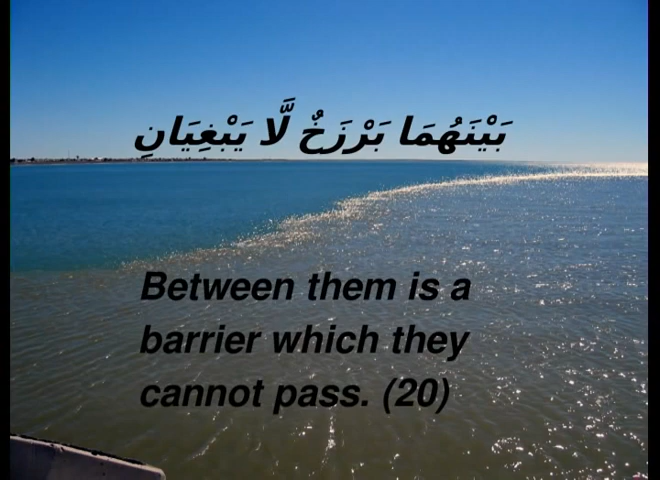 بَيْنَهُمَا بَرْزَخٌ لَّا يَبْغِيَانِ
Between them is a
barrier which they
cannot pass. (20)